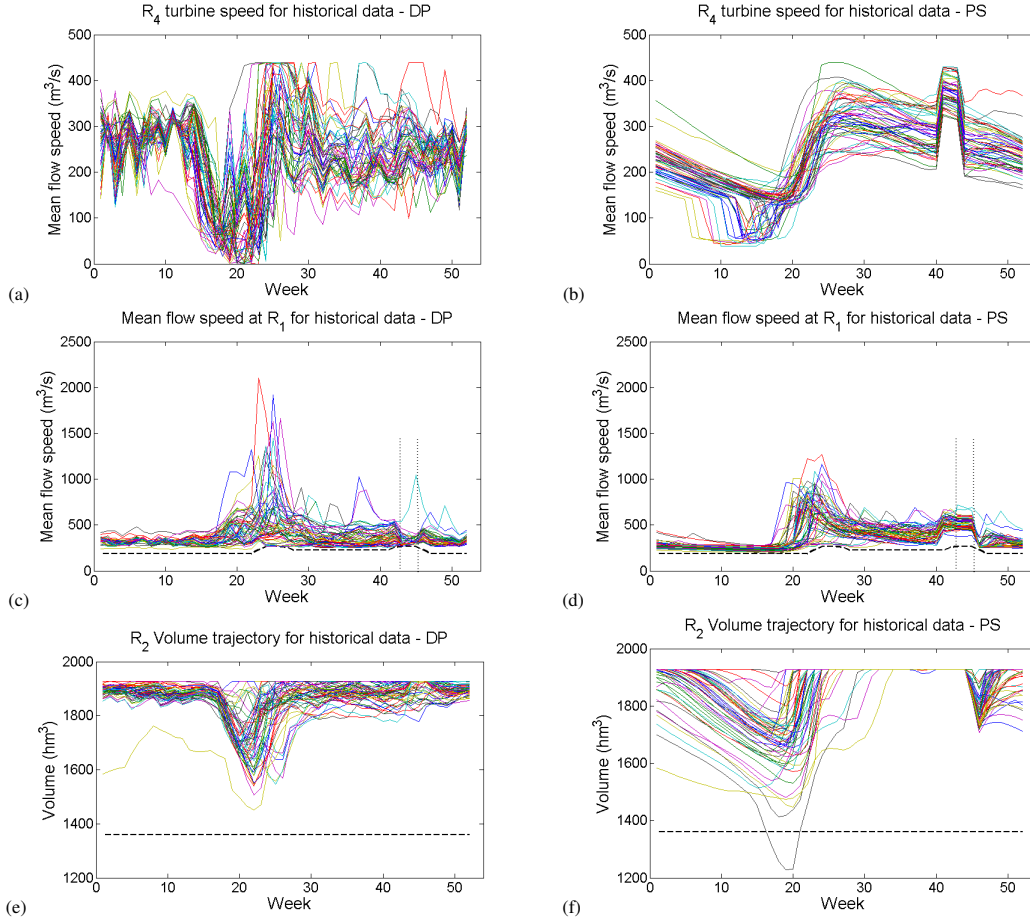 R4 turbine speed for historical data - DP
Mean flow speed (m³/s)
500
400
300
200
100
0
0 10 20 30 40 50
Week
(a)
R4 turbine speed for historical data - PS
Mean flow speed (m³/s)
500
400
300
200
100
0
0 10 20 30 40 50
Week
(b)
Mean flow speed at R1 for historical data - DP
Mean flow speed (m³/s)
2500
2000
1500
1000
500
0
0 10 20 30 40 50
Week
(c)
Mean flow speed at R1 for historical data - PS
Mean flow speed (m³/s)
2500
2000
1500
1000
500
0
0 10 20 30 40 50
Week
(d)
R2 Volume trajectory for historical data - DP
Volume (hm³)
2000
1800
1600
1400
1200
0 10 20 30 40 50
Week
(e)
R2 Volume trajectory for historical data - PS
Volume (hm³)
2000
1800
1600
1400
1200
0 10 20 30 40 50
Week
(f)